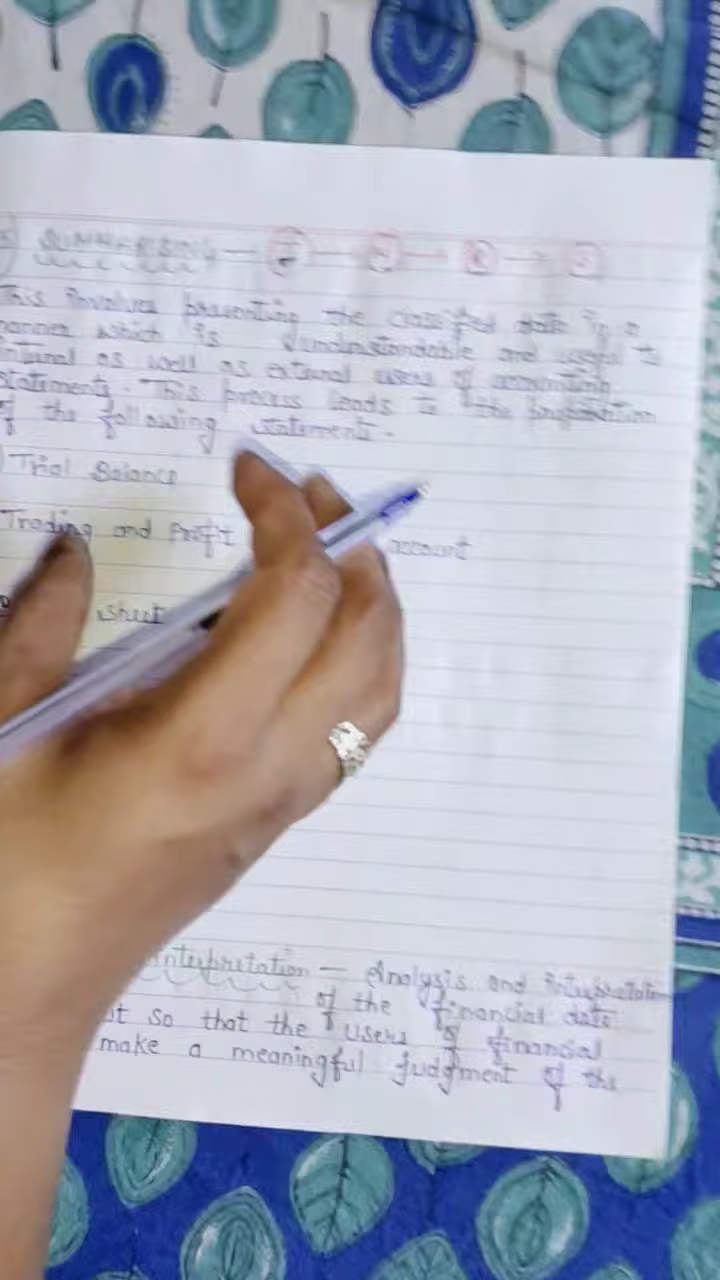 SUMMARISING
This involves presenting the classified data in a
manner which is understandable and useful to
internal as well as external users of accounting
statements. This process leads to the preparation
of the following statements.
Trial Balance
Trading and Profit account
sheet
interpretation - Analysis and interpretation
of the financial data
so that the users of financial
make a meaningful judgment of the